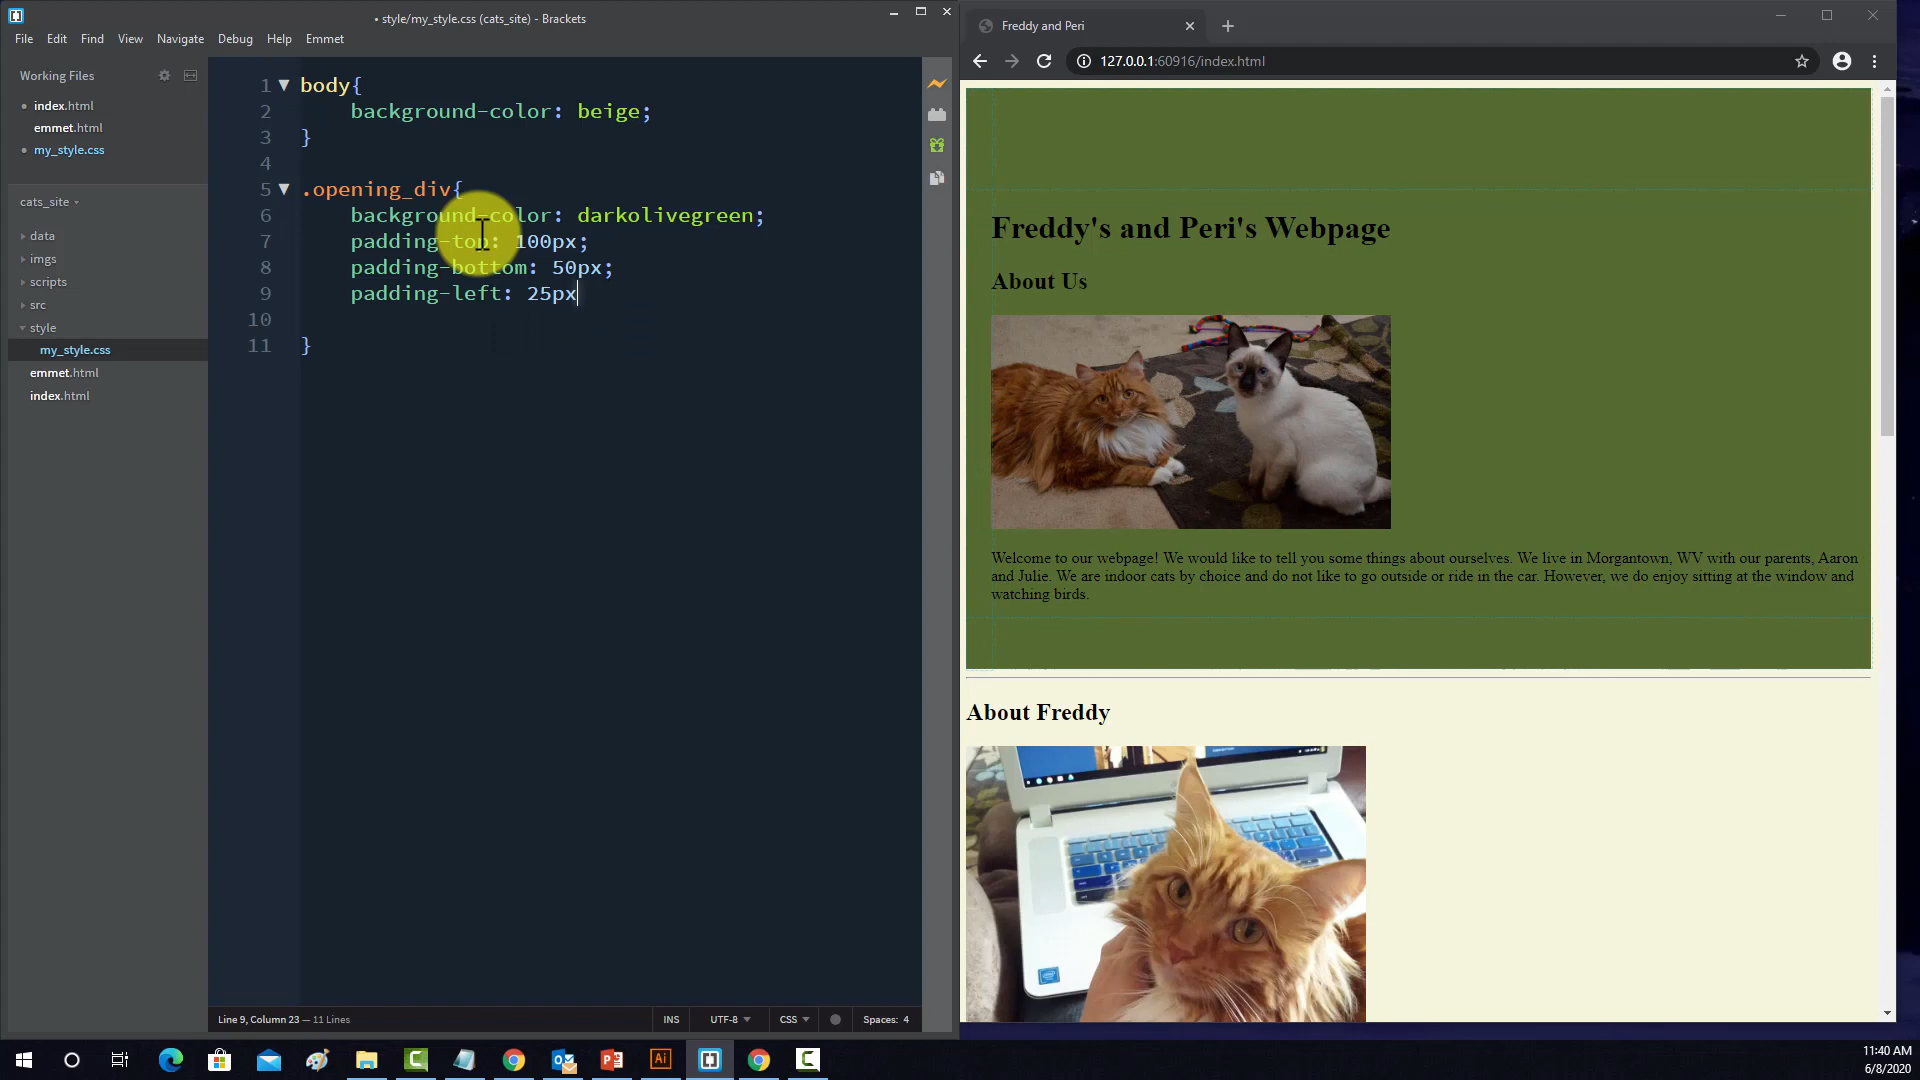 • style/my_style.css (cats_site) - Brackets
File Edit Find View Navigate Debug Help Emmet
Working Files
index.html
emmet.html
my_style.css
cats_site
data
imgs
scripts
src
style
my_style.css
emmet.html
index.html
1 body{
2 background-color: beige;
3 }
4
5 .opening_div{
6 background-color: darkolivegreen;
7 padding-top: 100px;
8 padding-bottom: 50px;
9 padding-left: 25px
10
11 }
Line 9, Column 23 — 11 Lines
INS UTF-8 CSS Spaces: 4
Freddy and Peri
127.0.0.1:60916/index.html
Freddy's and Peri's Webpage
About Us
Welcome to our webpage! We would like to tell you some things about ourselves. We live in Morgantown, WV with our parents, Aaron
and Julie. We are indoor cats by choice and do not like to go outside or ride in the car. However, we do enjoy sitting at the window and
watching birds.
About Freddy
11:40 AM
6/8/2020